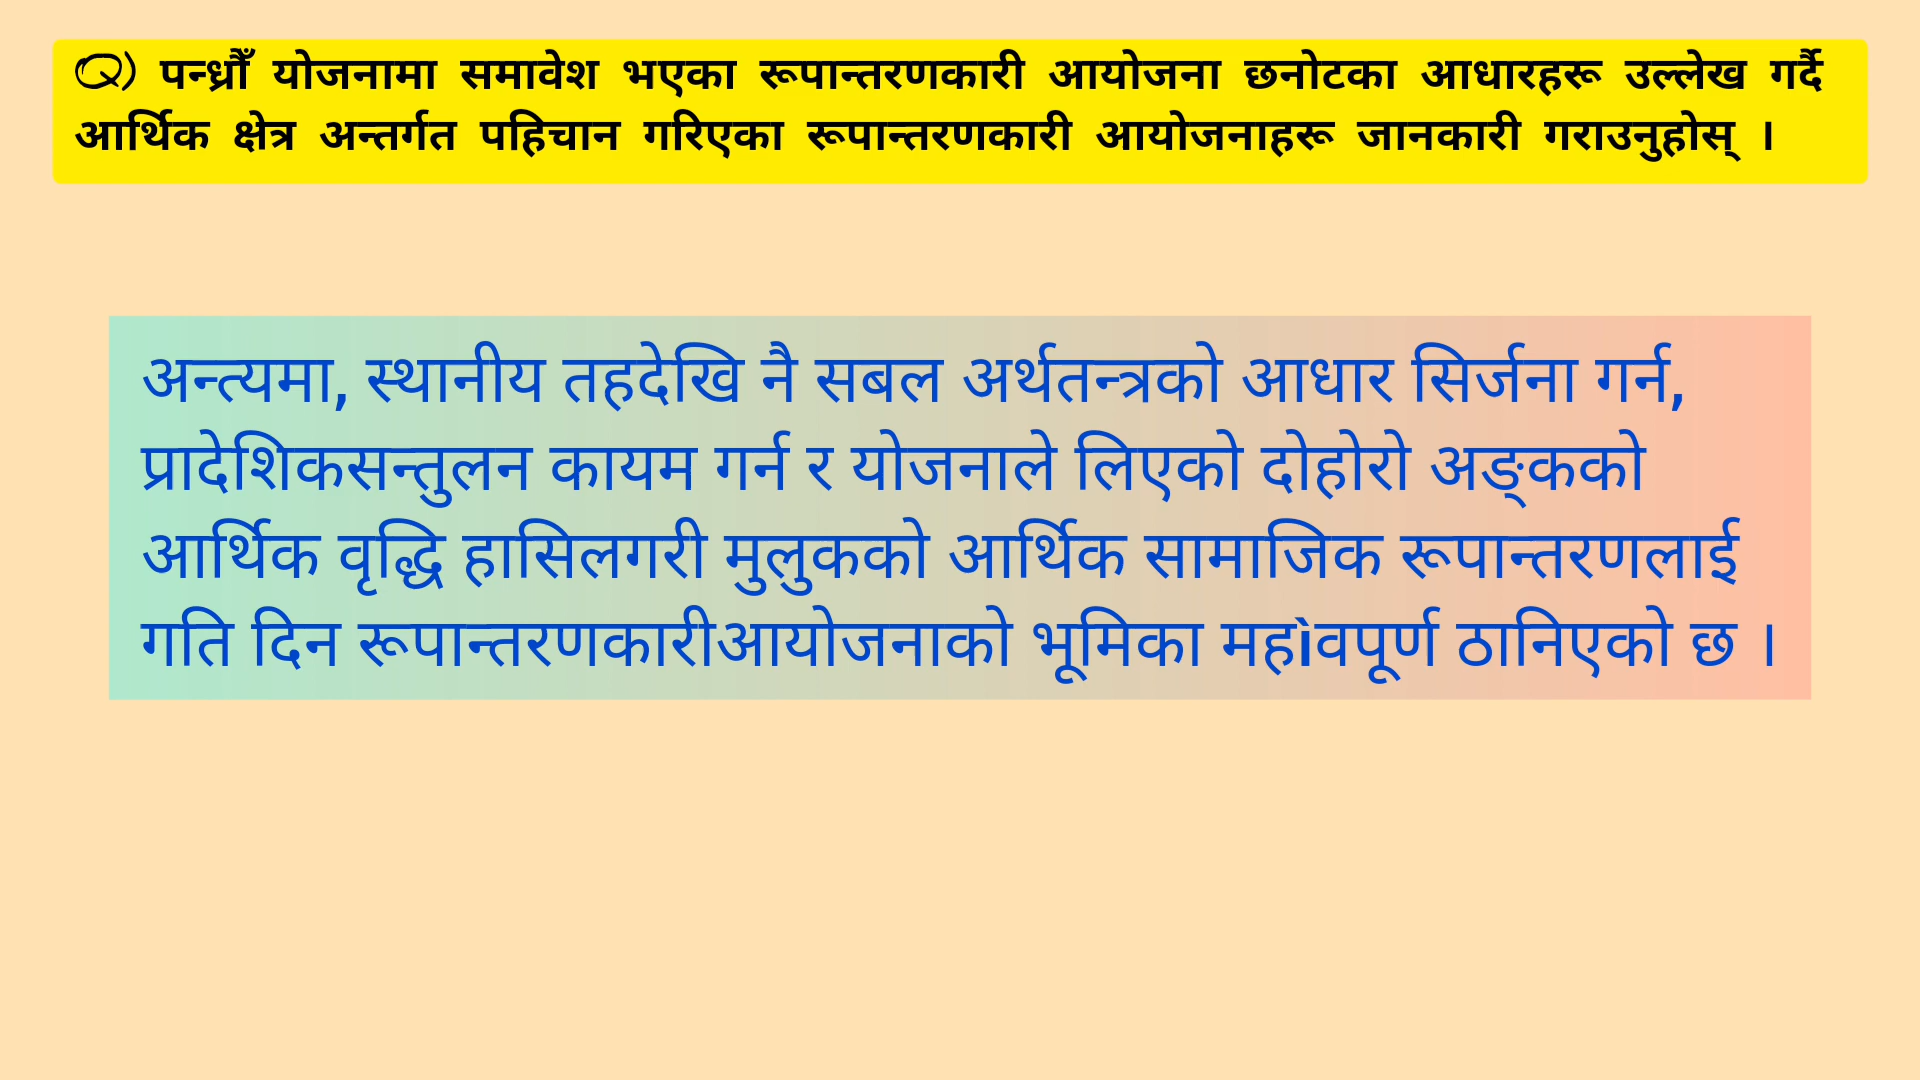 Q) पन्ध्रौँ योजनामा समावेश भएका रूपान्तरणकारी आयोजना छनोटका आधारहरू उल्लेख गर्दै
आर्थिक क्षेत्र अन्तर्गत पहिचान गरिएका रूपान्तरणकारी आयोजनाहरू जानकारी गराउनुहोस् ।
अन्त्यमा, स्थानीय तहदेखि नै सबल अर्थतन्त्रको आधार सिर्जना गर्न,
प्रादेशिकसन्तुलन कायम गर्न र योजनाले लिएको दोहोरो अङ्कको
आर्थिक वृद्धि हासिलगरी मुलुकको आर्थिक सामाजिक रूपान्तरणलाई
गति दिन रूपान्तरणकारीआयोजनाको भूमिका महìवपूर्ण ठानिएको छ ।